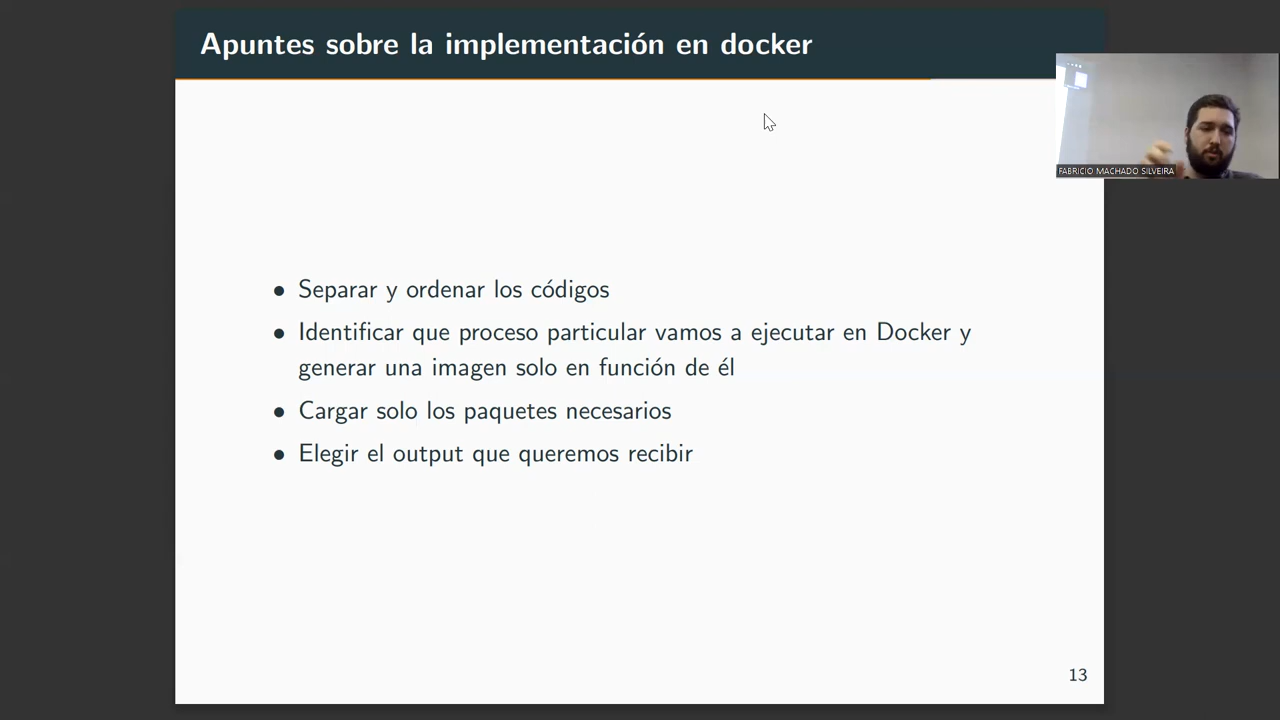 Apuntes sobre la implementación en docker
FABRICIO MACHADO SILVEIRA
• Separar y ordenar los códigos
• Identificar que proceso particular vamos a ejecutar en Docker y
generar una imagen solo en función de él
• Cargar solo los paquetes necesarios
• Elegir el output que queremos recibir
13